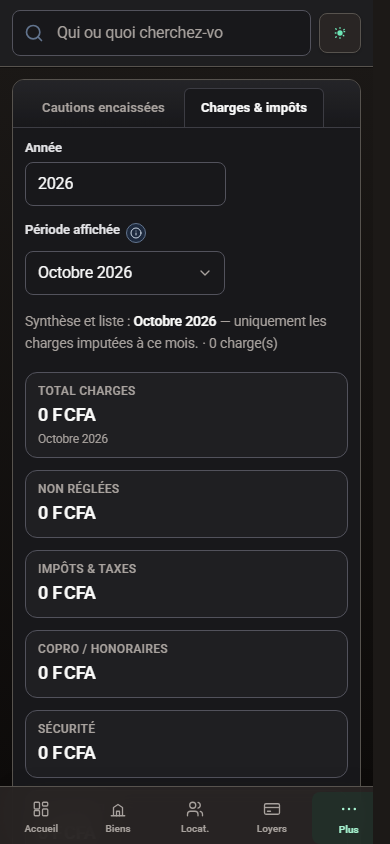 Qui ou quoi cherchez-vo
Cautions encaissées
Charges & impôts
Année
2026
Période affichée
Octobre 2026
Synthèse et liste : Octobre 2026 — uniquement les
charges imputées à ce mois. · 0 charge(s)
TOTAL CHARGES
0 FCFA
Octobre 2026
NON RÉGLÉES
0 FCFA
IMPÔTS & TAXES
0 FCFA
COPRO / HONORAIRES
0 FCFA
SÉCURITÉ
0 FCFA
Accueil
Biens
Locat.
Loyers
Plus